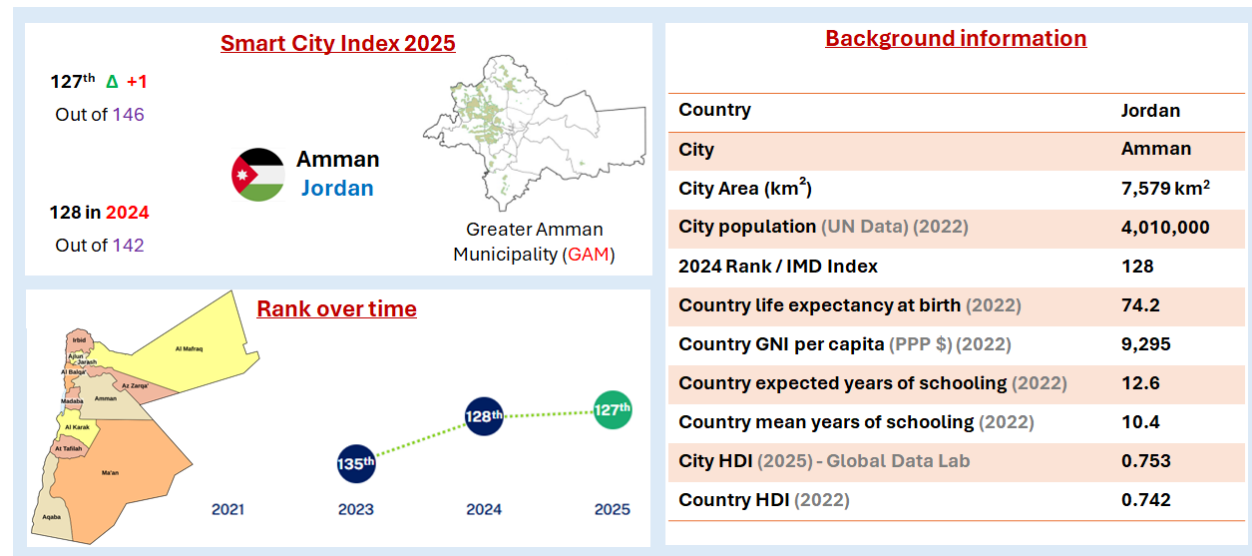 Smart City Index 2025
127th Δ +1
Out of 146
Amman
Jordan
128 in 2024
Out of 142
Greater Amman
Municipality (GAM)
Rank over time
Irbid
Ajlun
Jarash
Al Mafraq
Al Balqa'
Az Zarqa'
Amman
Madaba
Al Karak
At Tafilah
Ma'an
Aqaba
135th
128th
127th
2021
2023
2024
2025
Background information
Country Jordan
City Amman
City Area (km²) 7,579 km²
City population (UN Data) (2022) 4,010,000
2024 Rank / IMD Index 128
Country life expectancy at birth (2022) 74.2
Country GNI per capita (PPP $) (2022) 9,295
Country expected years of schooling (2022) 12.6
Country mean years of schooling (2022) 10.4
City HDI (2025) - Global Data Lab 0.753
Country HDI (2022) 0.742